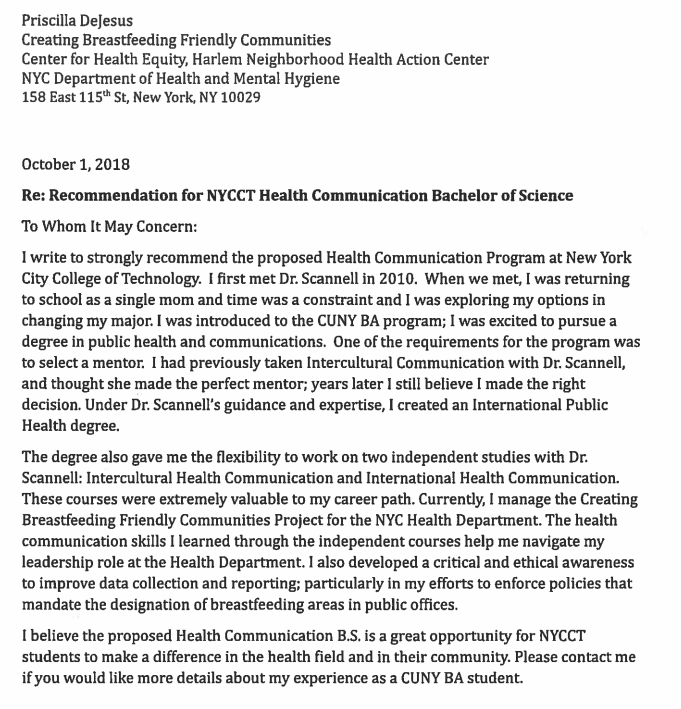 Priscilla DeJesus
Creating Breastfeeding Friendly Communities
Center for Health Equity, Harlem Neighborhood Health Action Center
NYC Department of Health and Mental Hygiene
158 East 115th St, New York, NY 10029
October 1, 2018
Re: Recommendation for NYCCT Health Communication Bachelor of Science
To Whom It May Concern:
I write to strongly recommend the proposed Health Communication Program at New York
City College of Technology.  I first met Dr. Scannell in 2010.  When we met, I was returning
to school as a single mom and time was a constraint and I was exploring my options in
changing my major. I was introduced to the CUNY BA program; I was excited to pursue a
degree in public health and communications.  One of the requirements for the program was
to select a mentor.  I had previously taken Intercultural Communication with Dr. Scannell,
and thought she made the perfect mentor; years later I still believe I made the right
decision. Under Dr. Scannell's guidance and expertise, I created an International Public
Health degree.
The degree also gave me the flexibility to work on two independent studies with Dr.
Scannell: Intercultural Health Communication and International Health Communication.
These courses were extremely valuable to my career path. Currently, I manage the Creating
Breastfeeding Friendly Communities Project for the NYC Health Department. The health
communication skills I learned through the independent courses help me navigate my
leadership role at the Health Department. I also developed a critical and ethical awareness
to improve data collection and reporting; particularly in my efforts to enforce policies that
mandate the designation of breastfeeding areas in public offices.
I believe the proposed Health Communication B.S. is a great opportunity for NYCCT
students to make a difference in the health field and in their community. Please contact me
if you would like more details about my experience as a CUNY BA student.